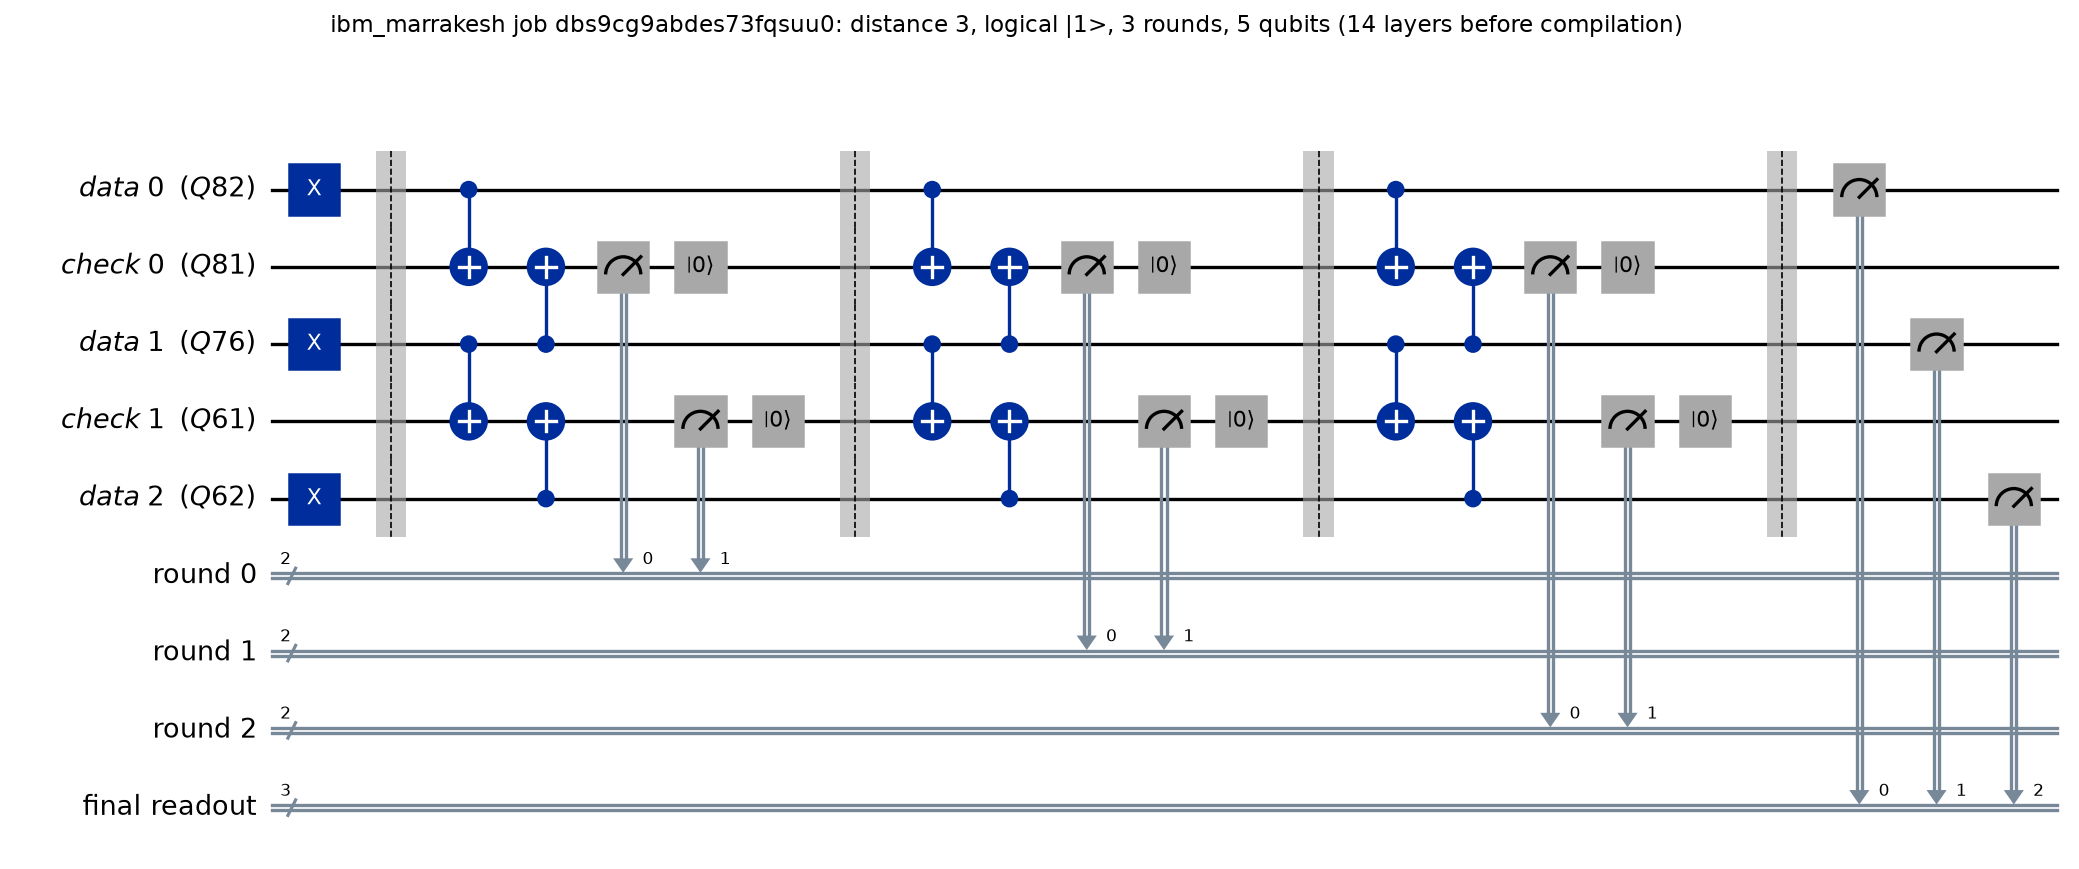 ibm_marrakesh job dbs9cg9abdes73fqsuu0: distance 3, logical |1>, 3 rounds, 5 qubits (14 layers before compilation)
data 0 (Q82) X
check 0 (Q81) |0⟩ |0⟩ |0⟩
data 1 (Q76) X
check 1 (Q61) |0⟩ |0⟩ |0⟩
data 2 (Q62) X
round 0 2 0 1
round 1 2 0 1
round 2 2 0 1
final readout 3 0 1 2